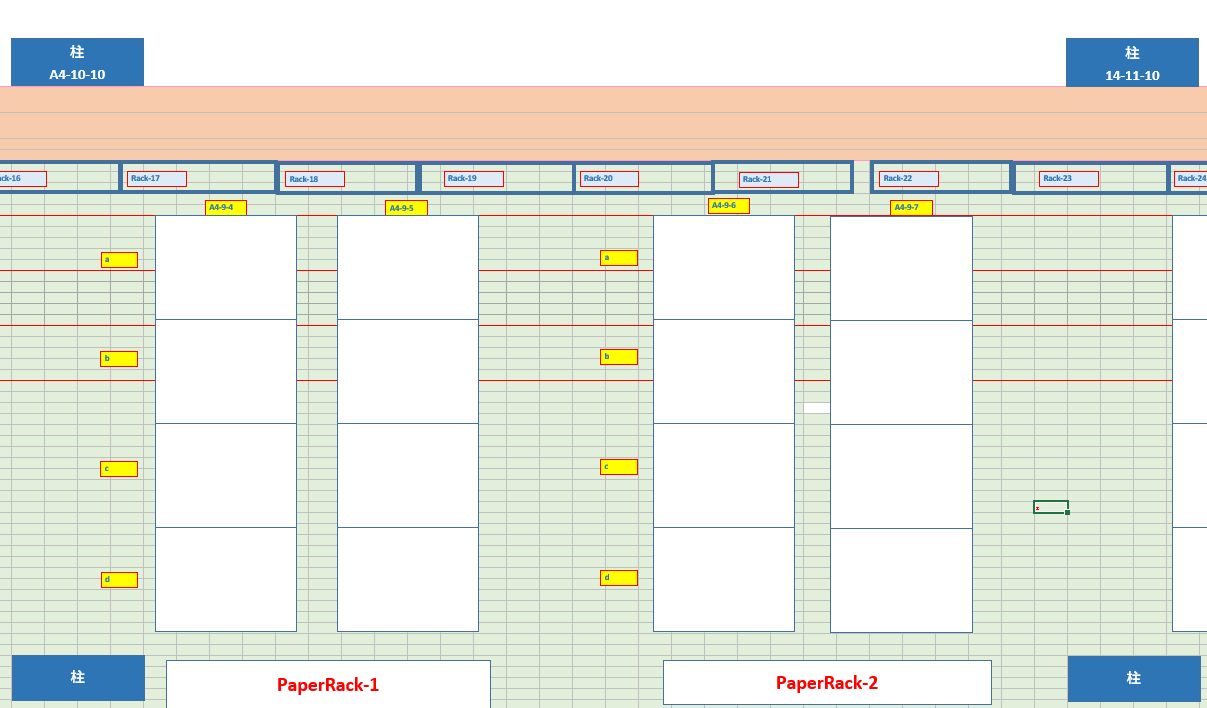 柱
A4-10-10
柱
14-11-10
ck-16
Rack-17
Rack-18
Rack-19
Rack-20
Rack-21
Rack-22
Rack-23
Rack-24
A4-9-4
A4-9-5
A4-9-6
A4-9-7
a
a
b
b
c
c
z
d
d
柱
PaperRack-1
PaperRack-2
柱